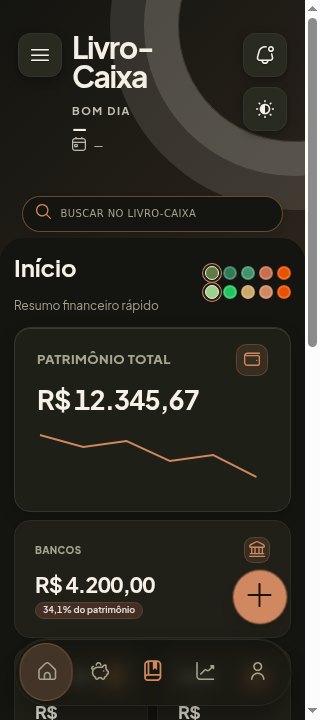 Livro-
Caixa
BOM DIA
—
—
BUSCAR NO LIVRO-CAIXA
Início
Resumo financeiro rápido
PATRIMÔNIO TOTAL
R$ 12.345,67
BANCOS
R$ 4.200,00
34,1% do patrimônio
R$
R$